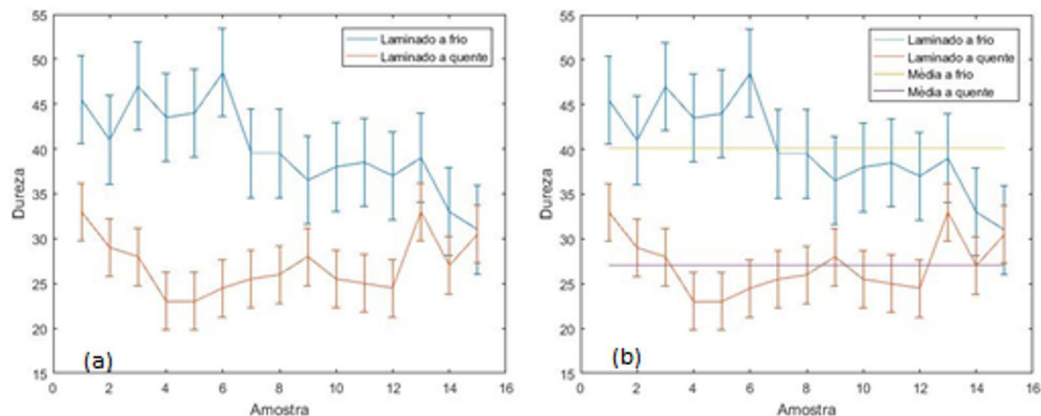 55
50
45
40
35
30
25
20
15
Dureza
Laminado a frio
Laminado a quente
(a)
0 2 4 6 8 10 12 14 16
Amostra
55
50
45
40
35
30
25
20
15
Dureza
Laminado a frio
Laminado a quente
Média a frio
Média a quente
(b)
0 2 4 6 8 10 12 14 16
Amostra